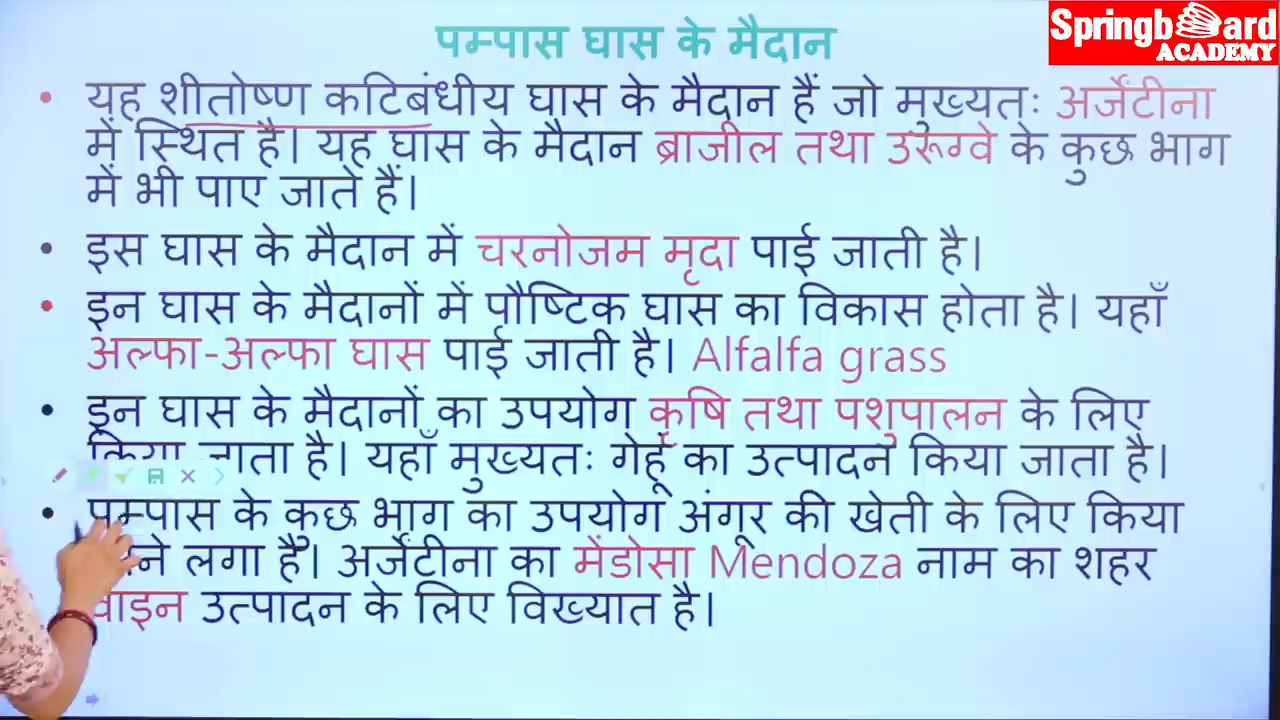 Springboard
ACADEMY
पम्पास घास के मैदान
• यह शीतोष्ण कटिबंधीय घास के मैदान हैं जो मुख्यतः अर्जेंटीना
में स्थित है। यह घास के मैदान ब्राजील तथा उरूग्वे के कुछ भाग
में भी पाए जाते हैं।
• इस घास के मैदान में चरनोजम मृदा पाई जाती है।
• इन घास के मैदानों में पौष्टिक घास का विकास होता है। यहाँ
अल्फा-अल्फा घास पाई जाती है। Alfalfa grass
• इन घास के मैदानों का उपयोग कृषि तथा पशुपालन के लिए
किया जाता है। यहाँ मुख्यतः गेहूँ का उत्पादन किया जाता है।
• पम्पास के कुछ भाग का उपयोग अंगूर की खेती के लिए किया
लगा है। अर्जेंटीना का मेंडोसा Mendoza नाम का शहर
वाइन उत्पादन के लिए विख्यात है।